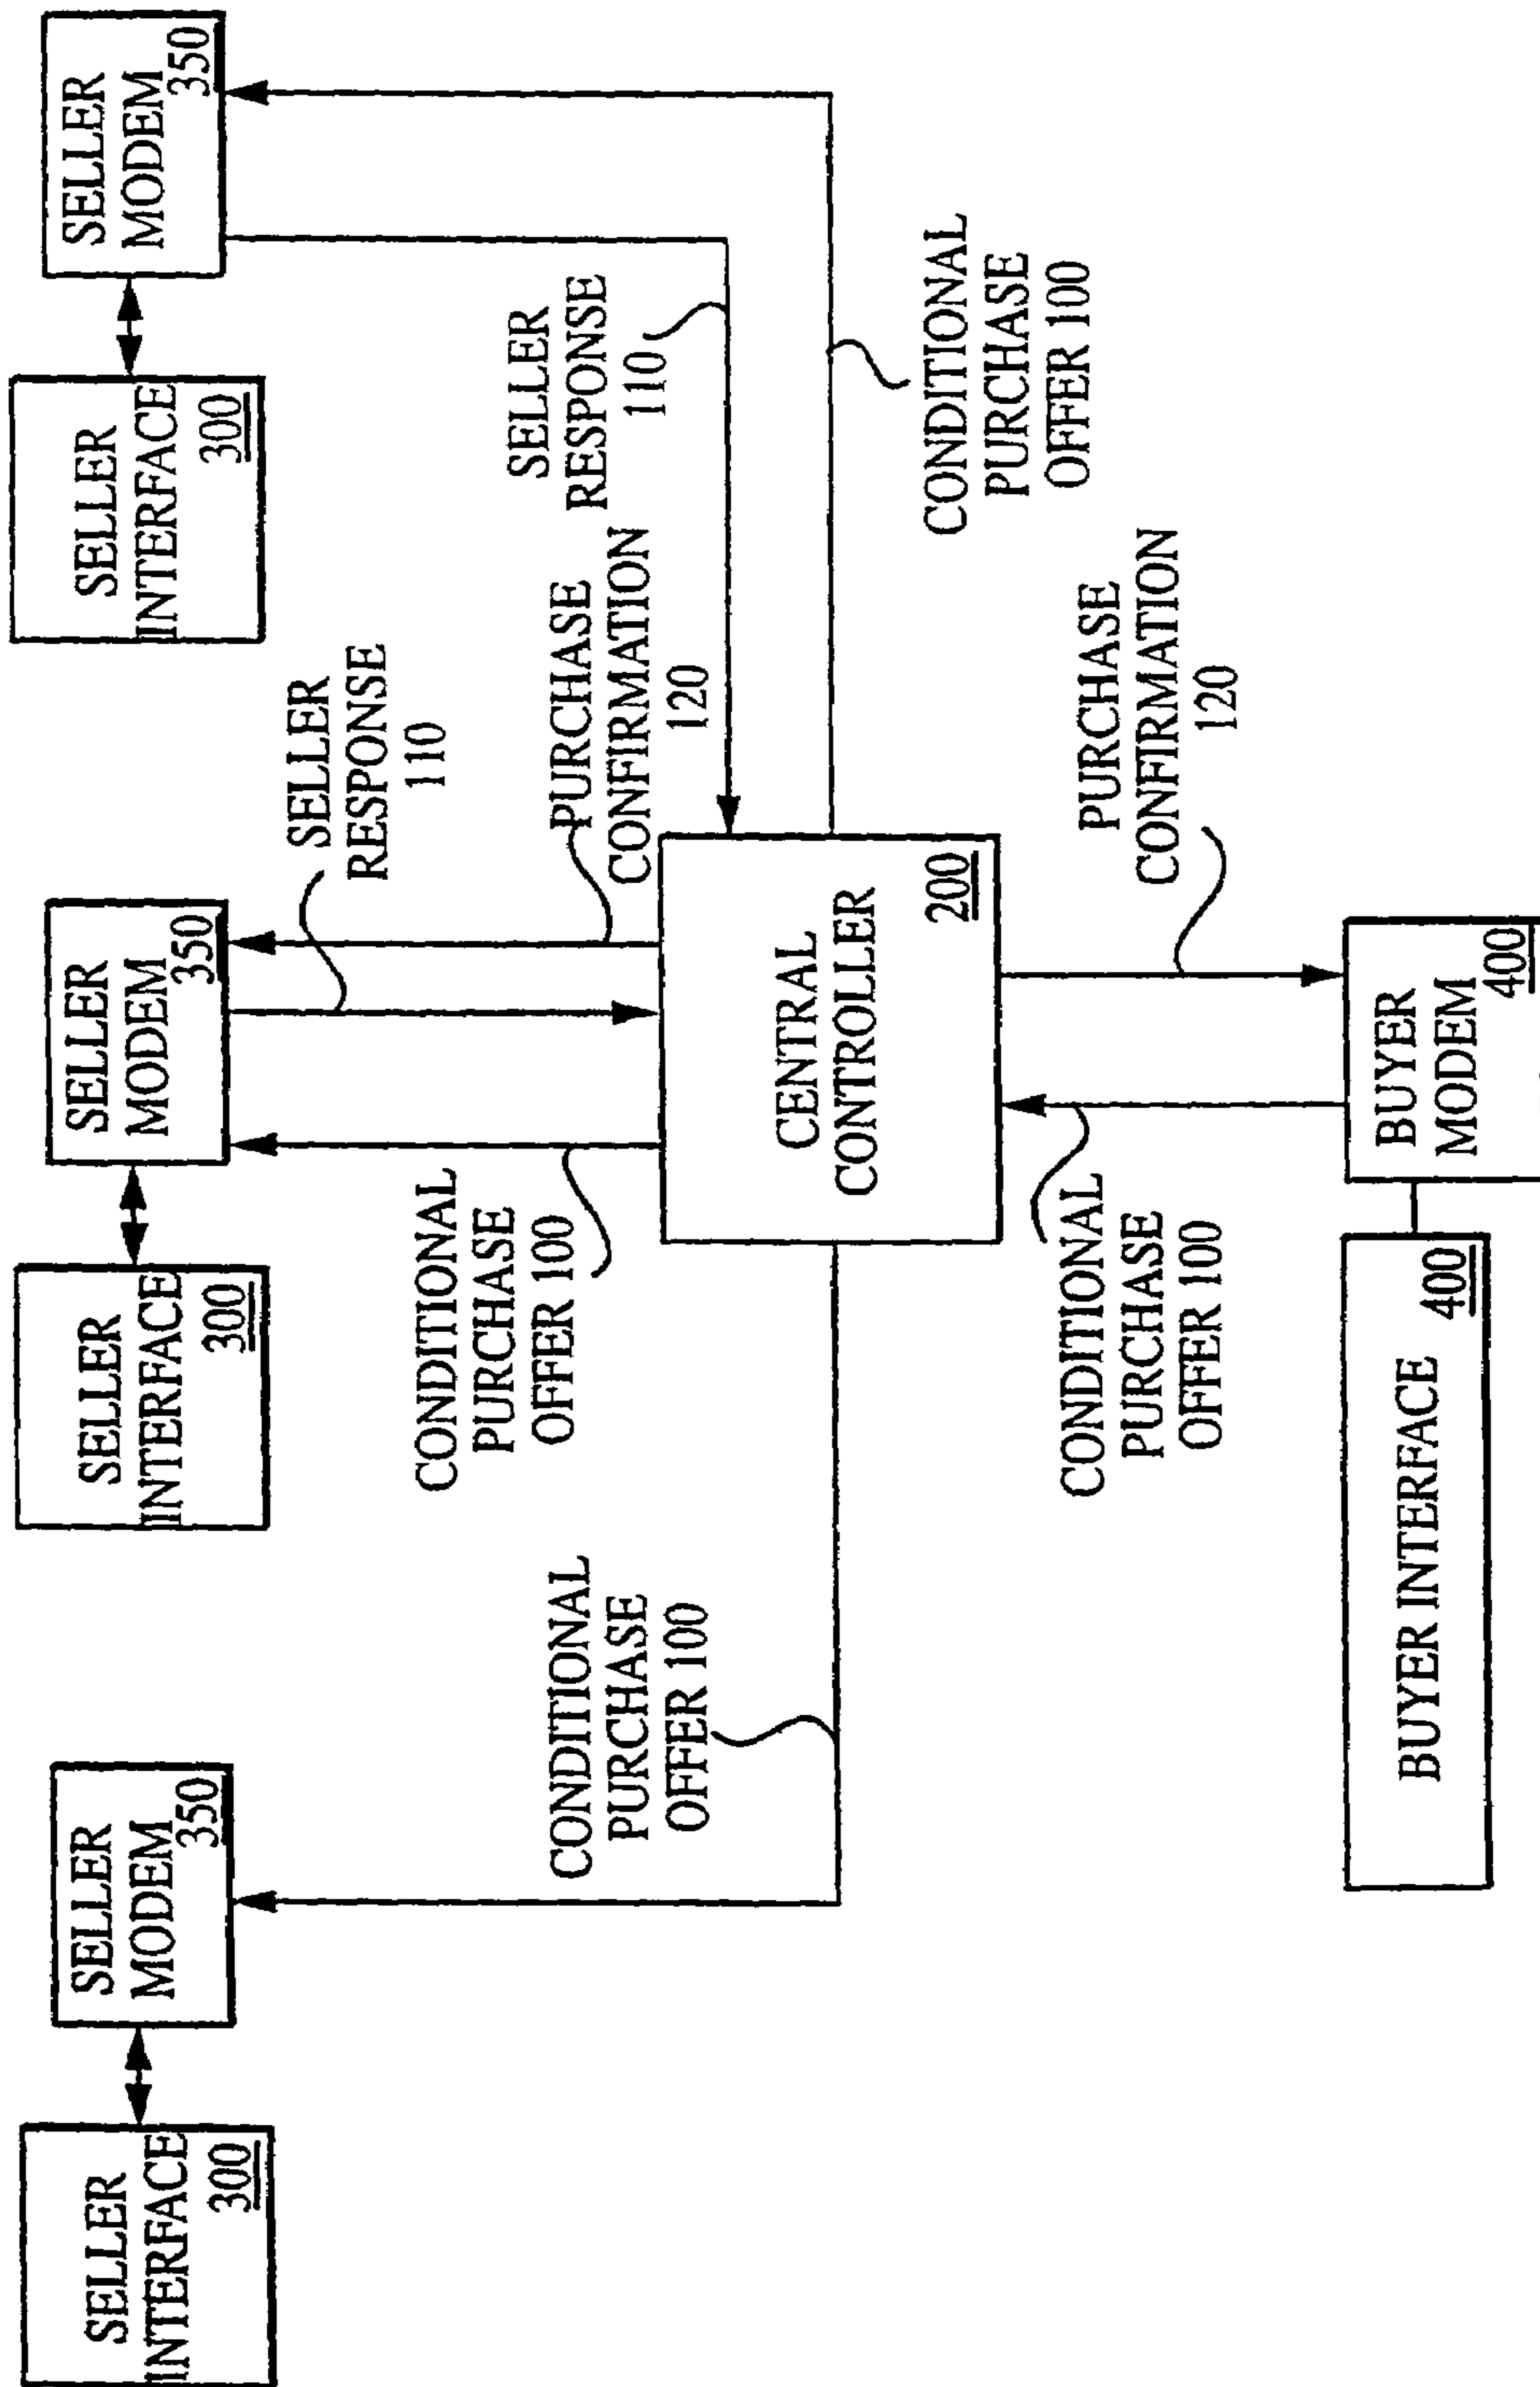 SELLER
INTERFACE
300
SELLER
MODEM
350
SELLER
INTERFACE
300
SELLER
MODEM
350
SELLER
INTERFACE
300
SELLER
MODEM
350
CONDITIONAL
PURCHASE
OFFER 100
CONDITIONAL
PURCHASE
OFFER 100
SELLER
RESPONSE
110
PURCHASE
CONFIRMATION
120
SELLER
RESPONSE
110
CENTRAL
CONTROLLER
200
CONDITIONAL
PURCHASE
OFFER 100
CONDITIONAL
PURCHASE
OFFER 100
PURCHASE
CONFIRMATION
120
BUYER INTERFACE
400
BUYER
MODEM
400